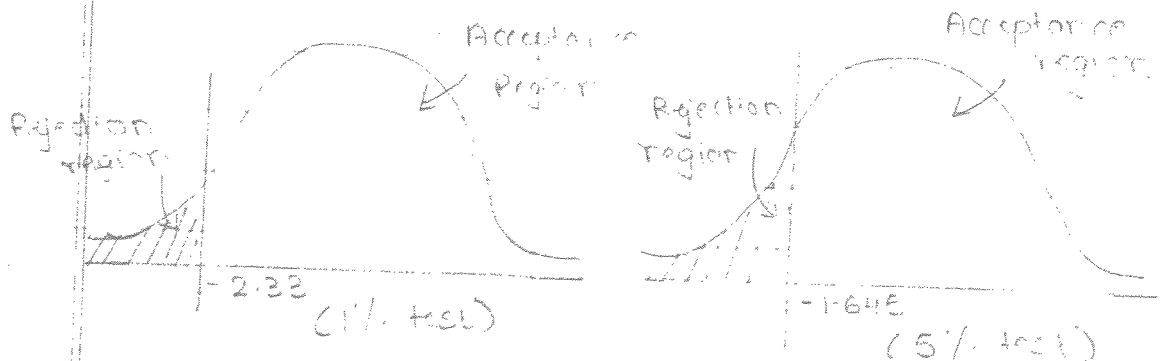 Acceptance
Region
Rejection
region
-2.33
(1% test)
Acceptance
region
Rejection
region
-1.645
(5% test)